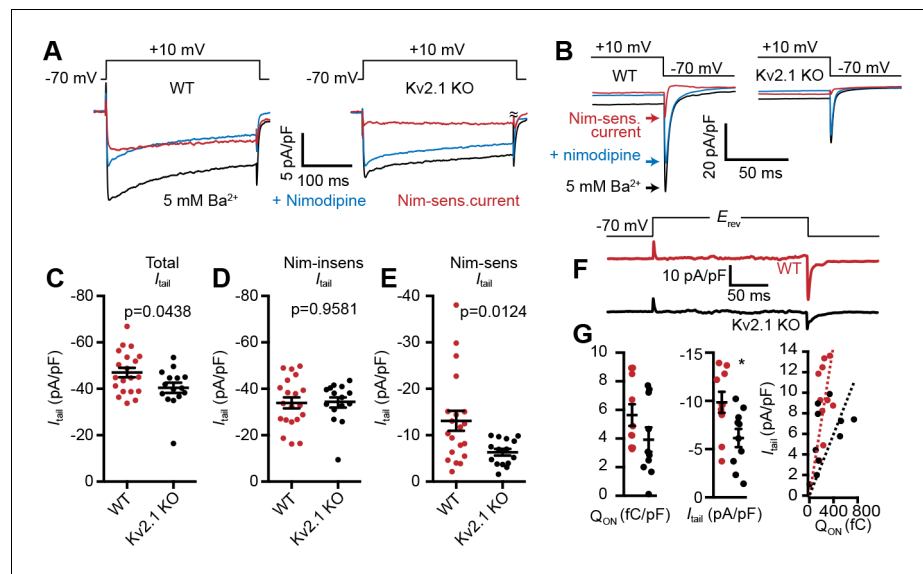 A
+10 mV
+10 mV
-70 mV
-70 mV
WT
Kv2.1 KO
≈
5 pA/pF
100 ms
5 mM Ba2+
+ Nimodipine
Nim-sens.current
B
+10 mV
+10 mV
WT
-70 mV
Kv2.1 KO
-70 mV
Nim-sens.
current
+ nimodipine
5 mM Ba2+
20 pA/pF
50 ms
C
Total
Itail
p=0.0438
-80
-60
-40
-20
0
Itail (pA/pF)
WT
Kv2.1 KO
D
Nim-insens
Itail
p=0.9581
-80
-60
-40
-20
0
Itail (pA/pF)
WT
Kv2.1 KO
E
Nim-sens
Itail
p=0.0124
-40
-30
-20
-10
0
Itail (pA/pF)
WT
Kv2.1 KO
-70 mV
Erev
F
WT
10 pA/pF
50 ms
Kv2.1 KO
G
10
8
6
4
2
0
QON (fC/pF)
-15
*
-10
-5
0
Itail (pA/pF)
14
12
10
8
6
4
2
0
Itail (pA/pF)
0 400 800
QON (fC)